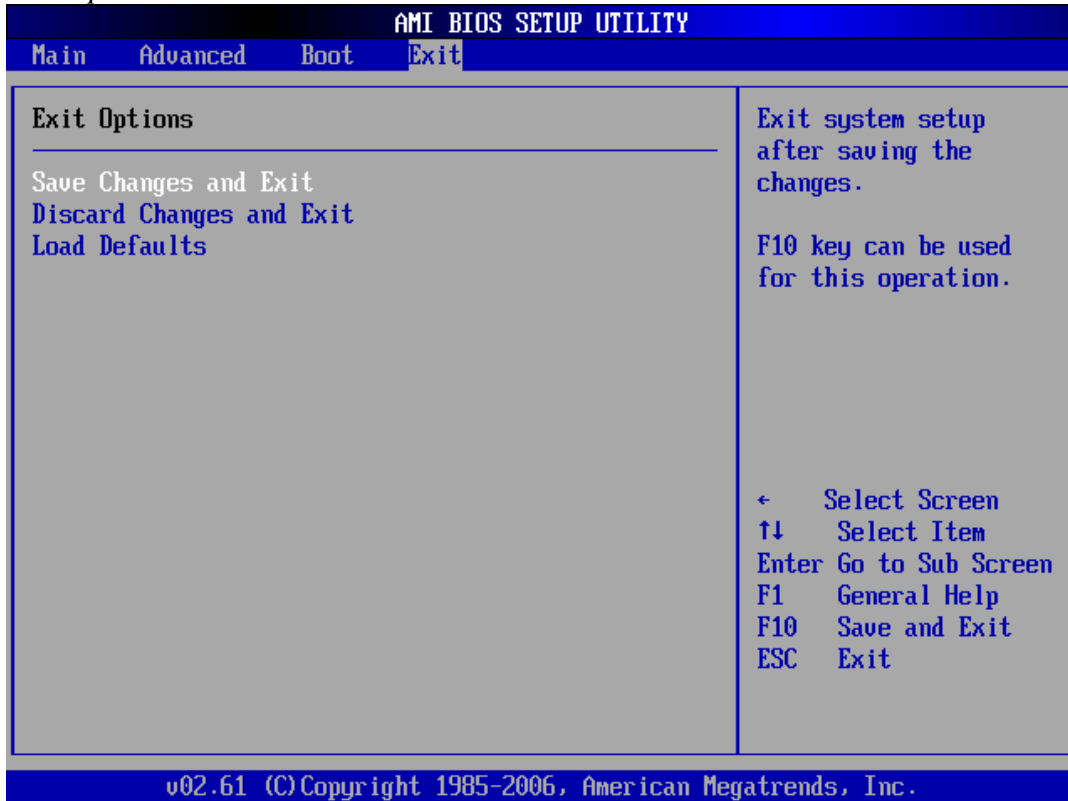 AMI BIOS SETUP UTILITY
Main Advanced Boot Exit
Exit Options
Save Changes and Exit
Discard Changes and Exit
Load Defaults
Exit system setup
after saving the
changes.
F10 key can be used
for this operation.
← Select Screen
↑↓ Select Item
Enter Go to Sub Screen
F1 General Help
F10 Save and Exit
ESC Exit
v02.61 (C)Copyright 1985-2006, American Megatrends, Inc.